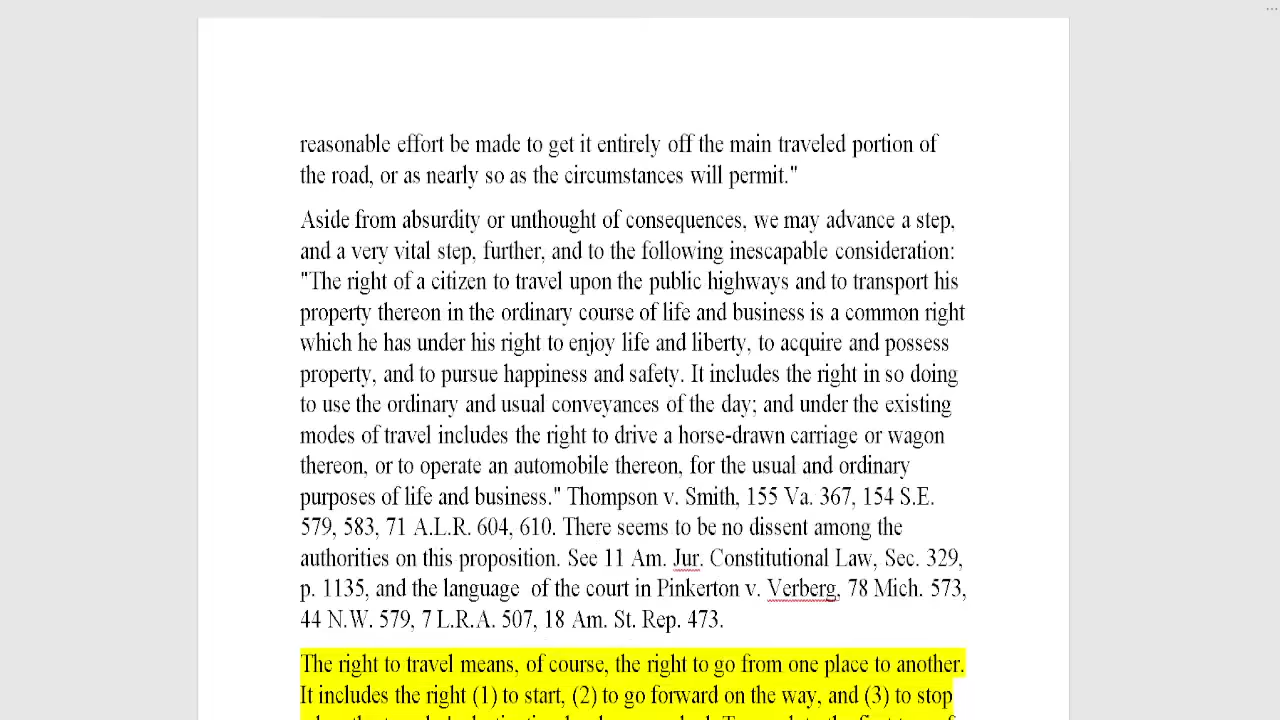 reasonable effort be made to get it entirely off the main traveled portion of
the road, or as nearly so as the circumstances will permit."
Aside from absurdity or unthought of consequences, we may advance a step,
and a very vital step, further, and to the following inescapable consideration:
"The right of a citizen to travel upon the public highways and to transport his
property thereon in the ordinary course of life and business is a common right
which he has under his right to enjoy life and liberty, to acquire and possess
property, and to pursue happiness and safety. It includes the right in so doing
to use the ordinary and usual conveyances of the day; and under the existing
modes of travel includes the right to drive a horse-drawn carriage or wagon
thereon, or to operate an automobile thereon, for the usual and ordinary
purposes of life and business." Thompson v. Smith, 155 Va. 367, 154 S.E.
579, 583, 71 A.L.R. 604, 610. There seems to be no dissent among the
authorities on this proposition. See 11 Am. Jur. Constitutional Law, Sec. 329,
p. 1135, and the language of the court in Pinkerton v. Verberg, 78 Mich. 573,
44 N.W. 579, 7 L.R.A. 507, 18 Am. St. Rep. 473.
The right to travel means, of course, the right to go from one place to another.
It includes the right (1) to start, (2) to go forward on the way, and (3) to stop